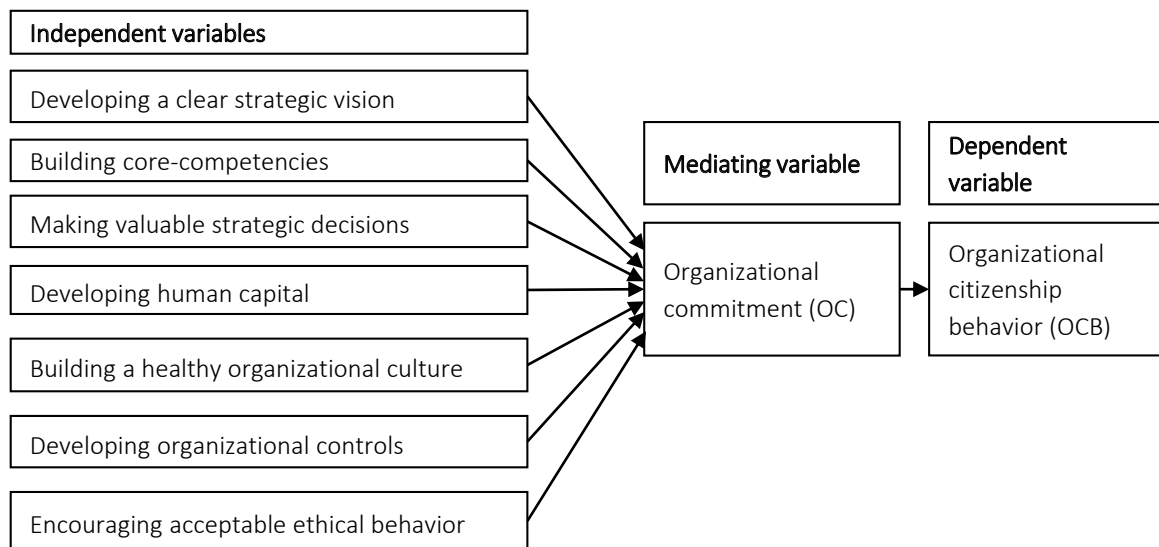 Independent variables
Developing a clear strategic vision
Building core-competencies
Making valuable strategic decisions
Developing human capital
Building a healthy organizational culture
Developing organizational controls
Encouraging acceptable ethical behavior
Mediating variable
Organizational
commitment (OC)
Dependent
variable
Organizational
citizenship
behavior (OCB)